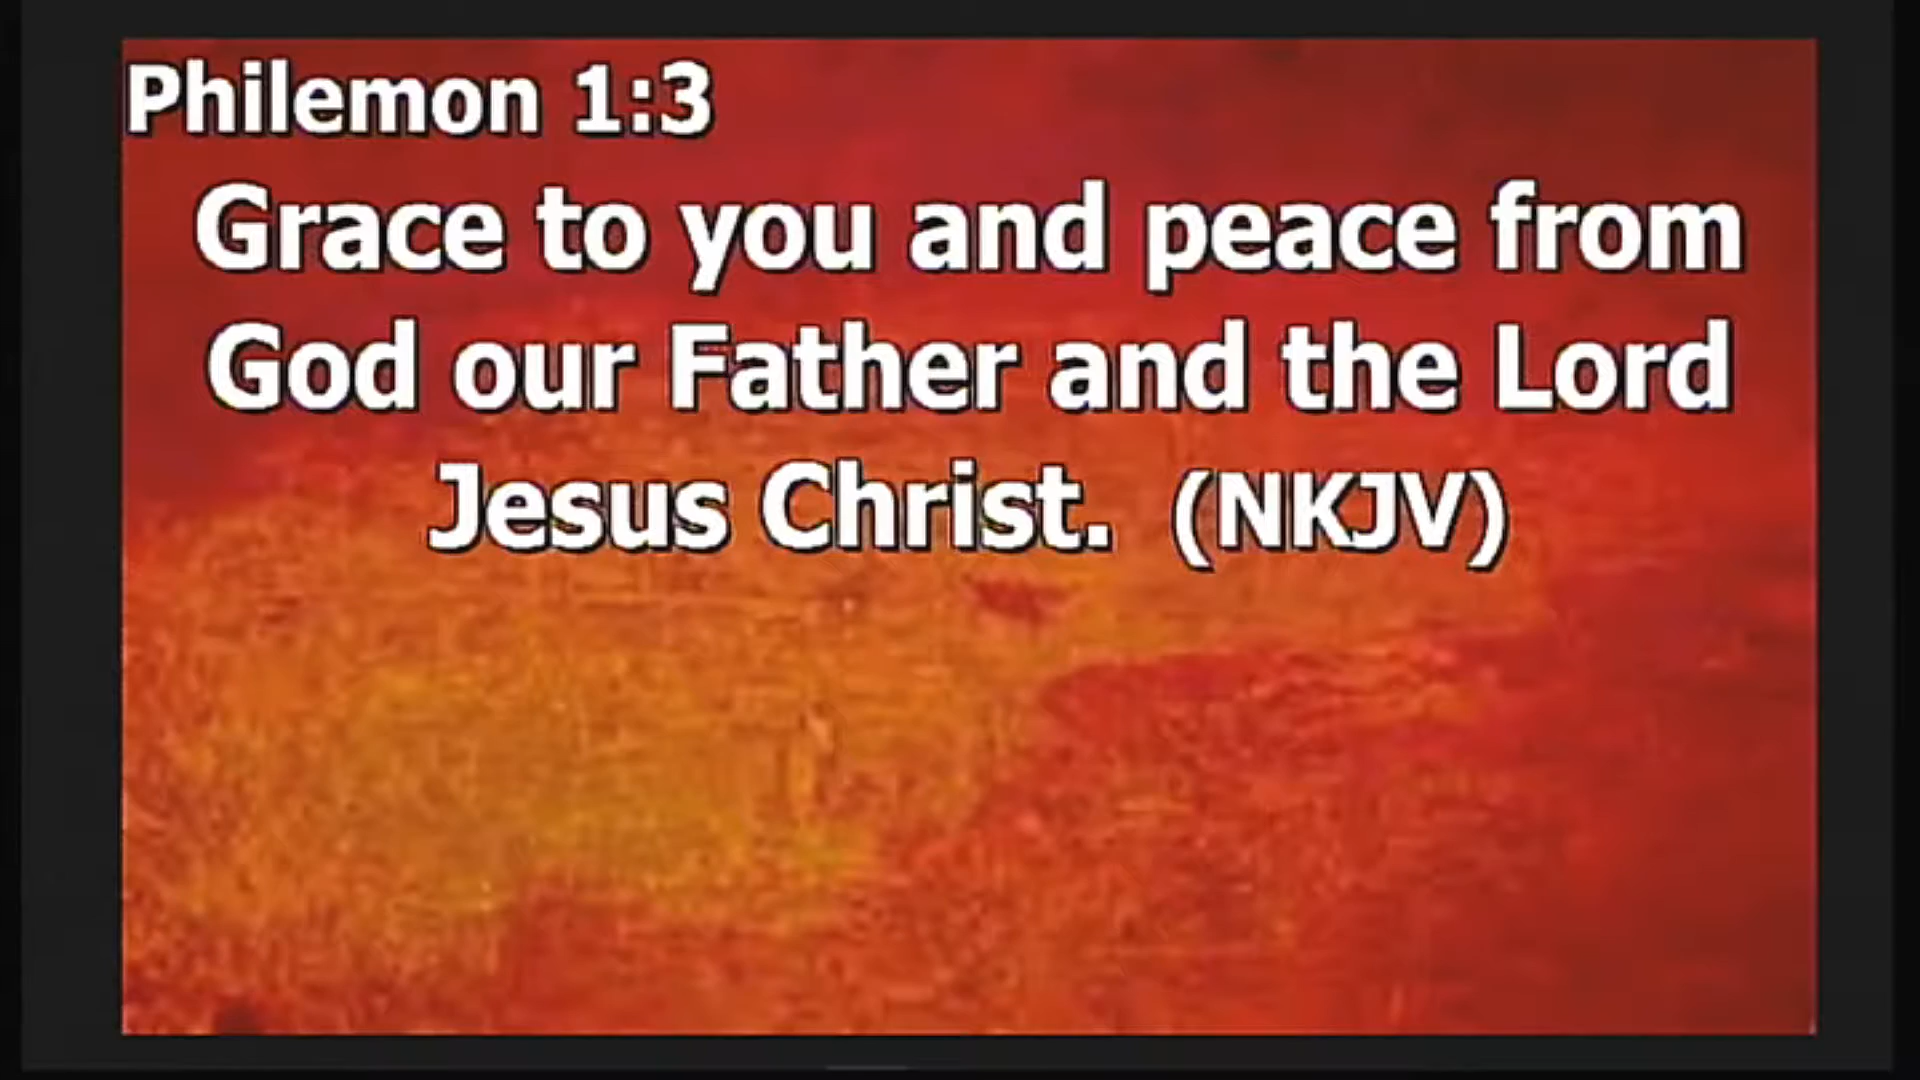 Philemon 1:3
Grace to you and peace from
God our Father and the Lord
Jesus Christ. (NKJV)